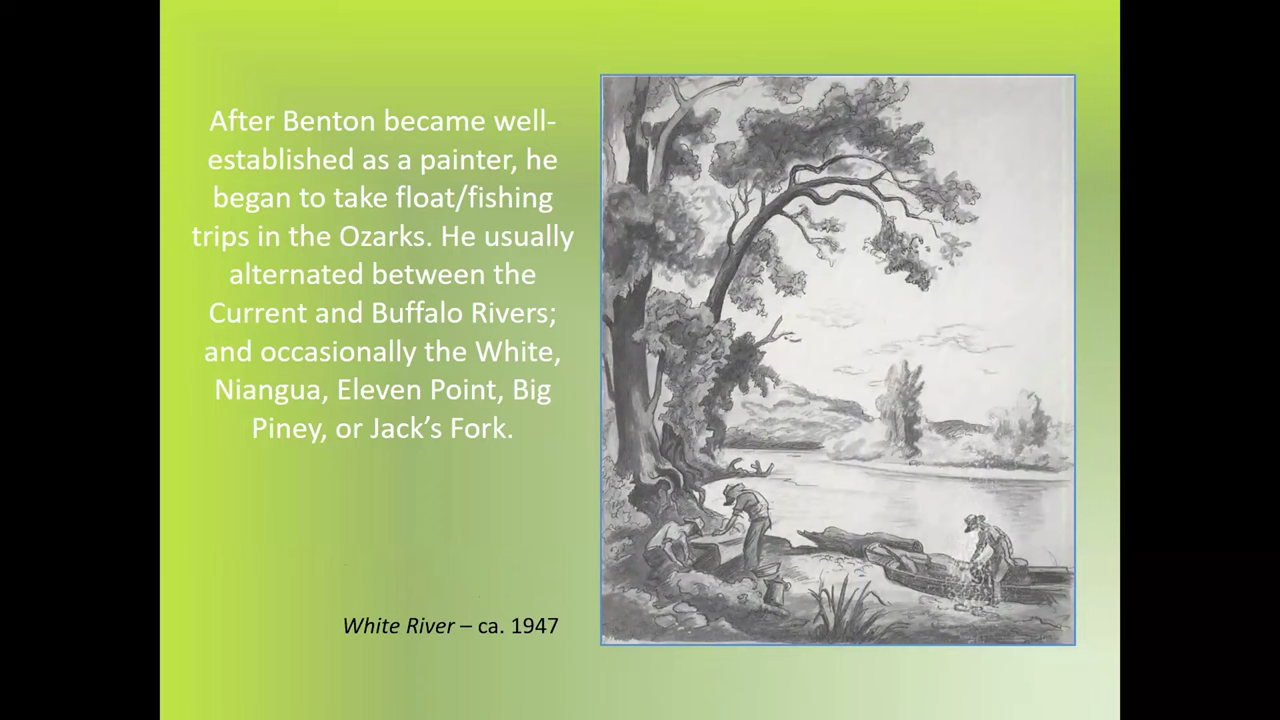 After Benton became well-
established as a painter, he
began to take float/fishing
trips in the Ozarks. He usually
alternated between the
Current and Buffalo Rivers;
and occasionally the White,
Niangua, Eleven Point, Big
Piney, or Jack’s Fork.
White River – ca. 1947